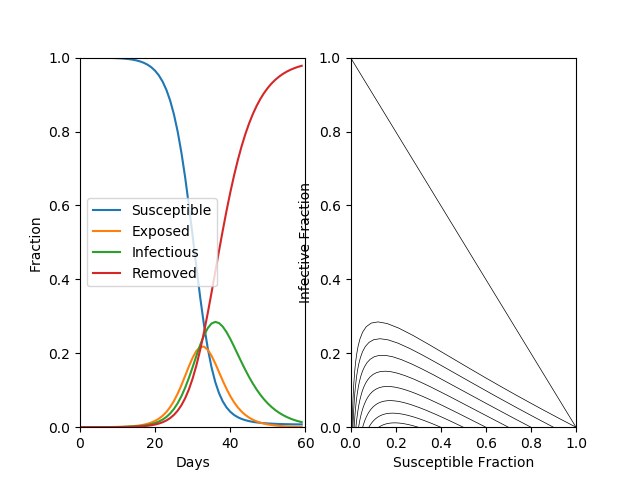 1.0
0.8
0.6
0.4
0.2
0.0
Fraction
Susceptible
Exposed
Infectious
Removed
0 20 40 60
Days
1.0
0.8
0.6
0.4
0.2
0.0
Infective Fraction
0.0 0.2 0.4 0.6 0.8 1.0
Susceptible Fraction